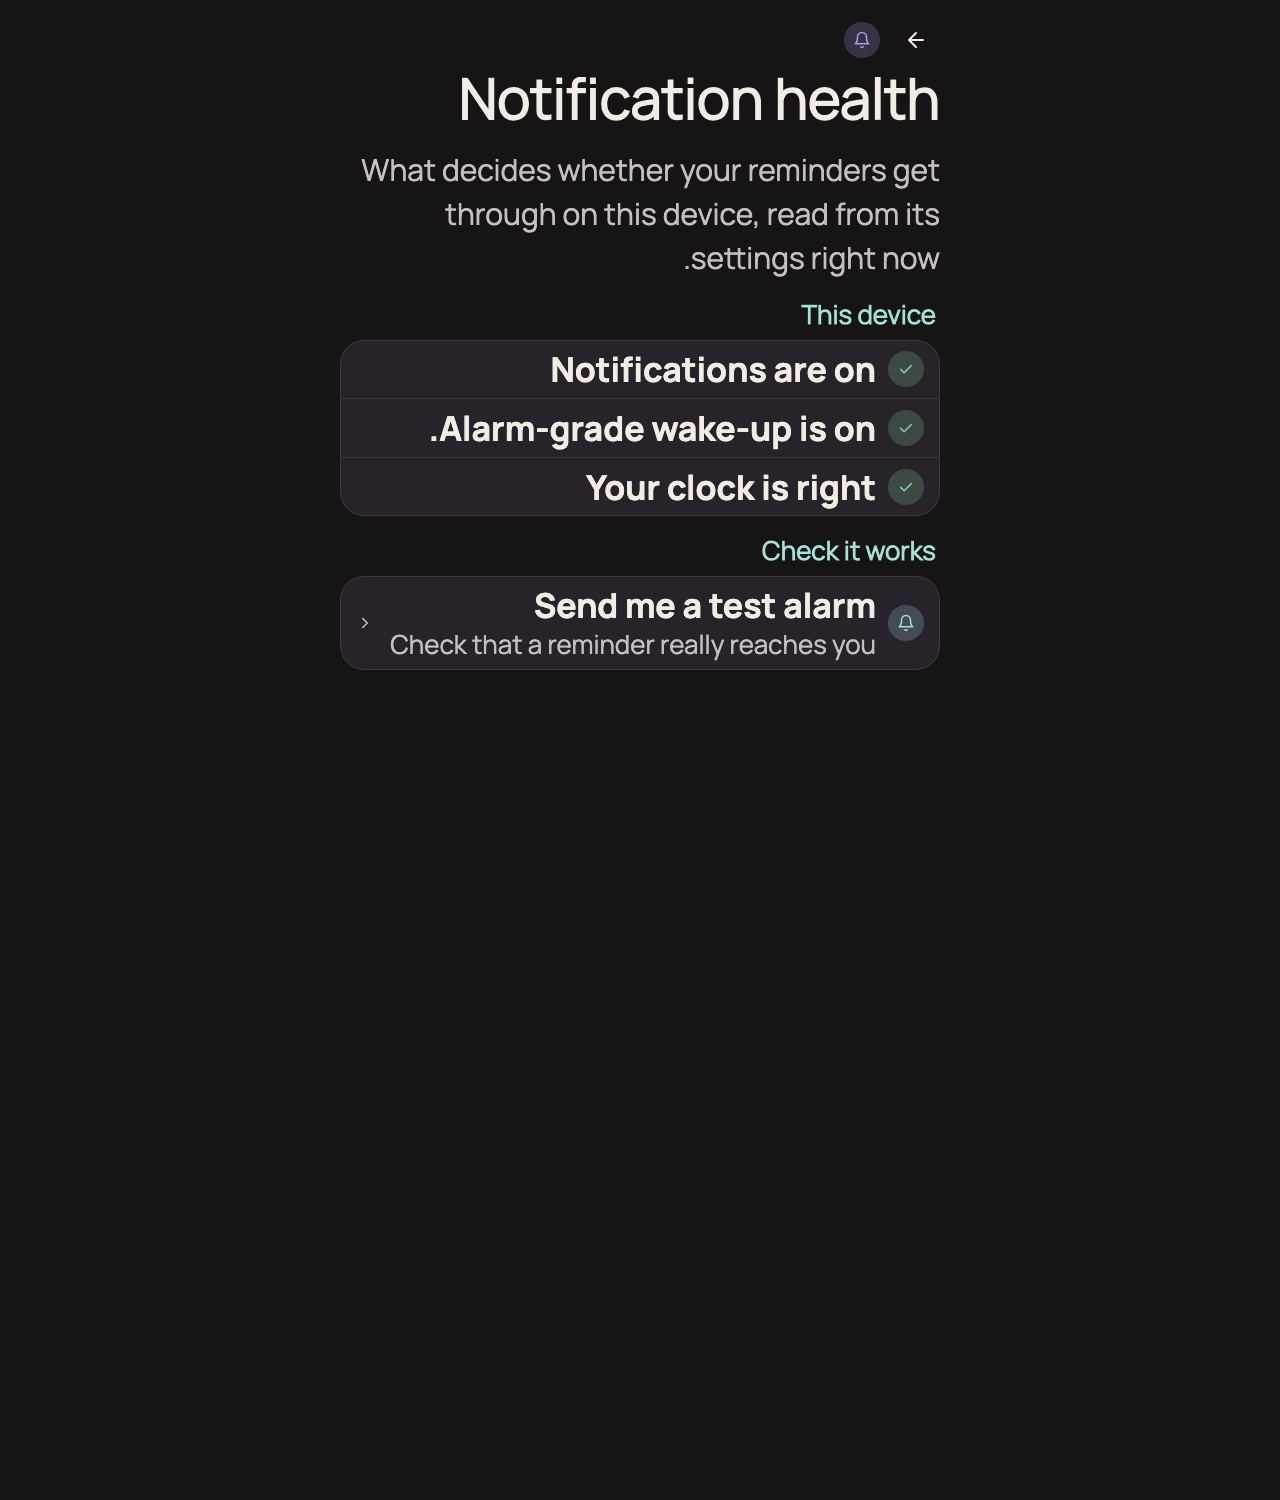 Notification health
What decides whether your reminders get
through on this device, read from its
.settings right now
This device
Notifications are on
.Alarm-grade wake-up is on
Your clock is right
Check it works
Send me a test alarm
Check that a reminder really reaches you